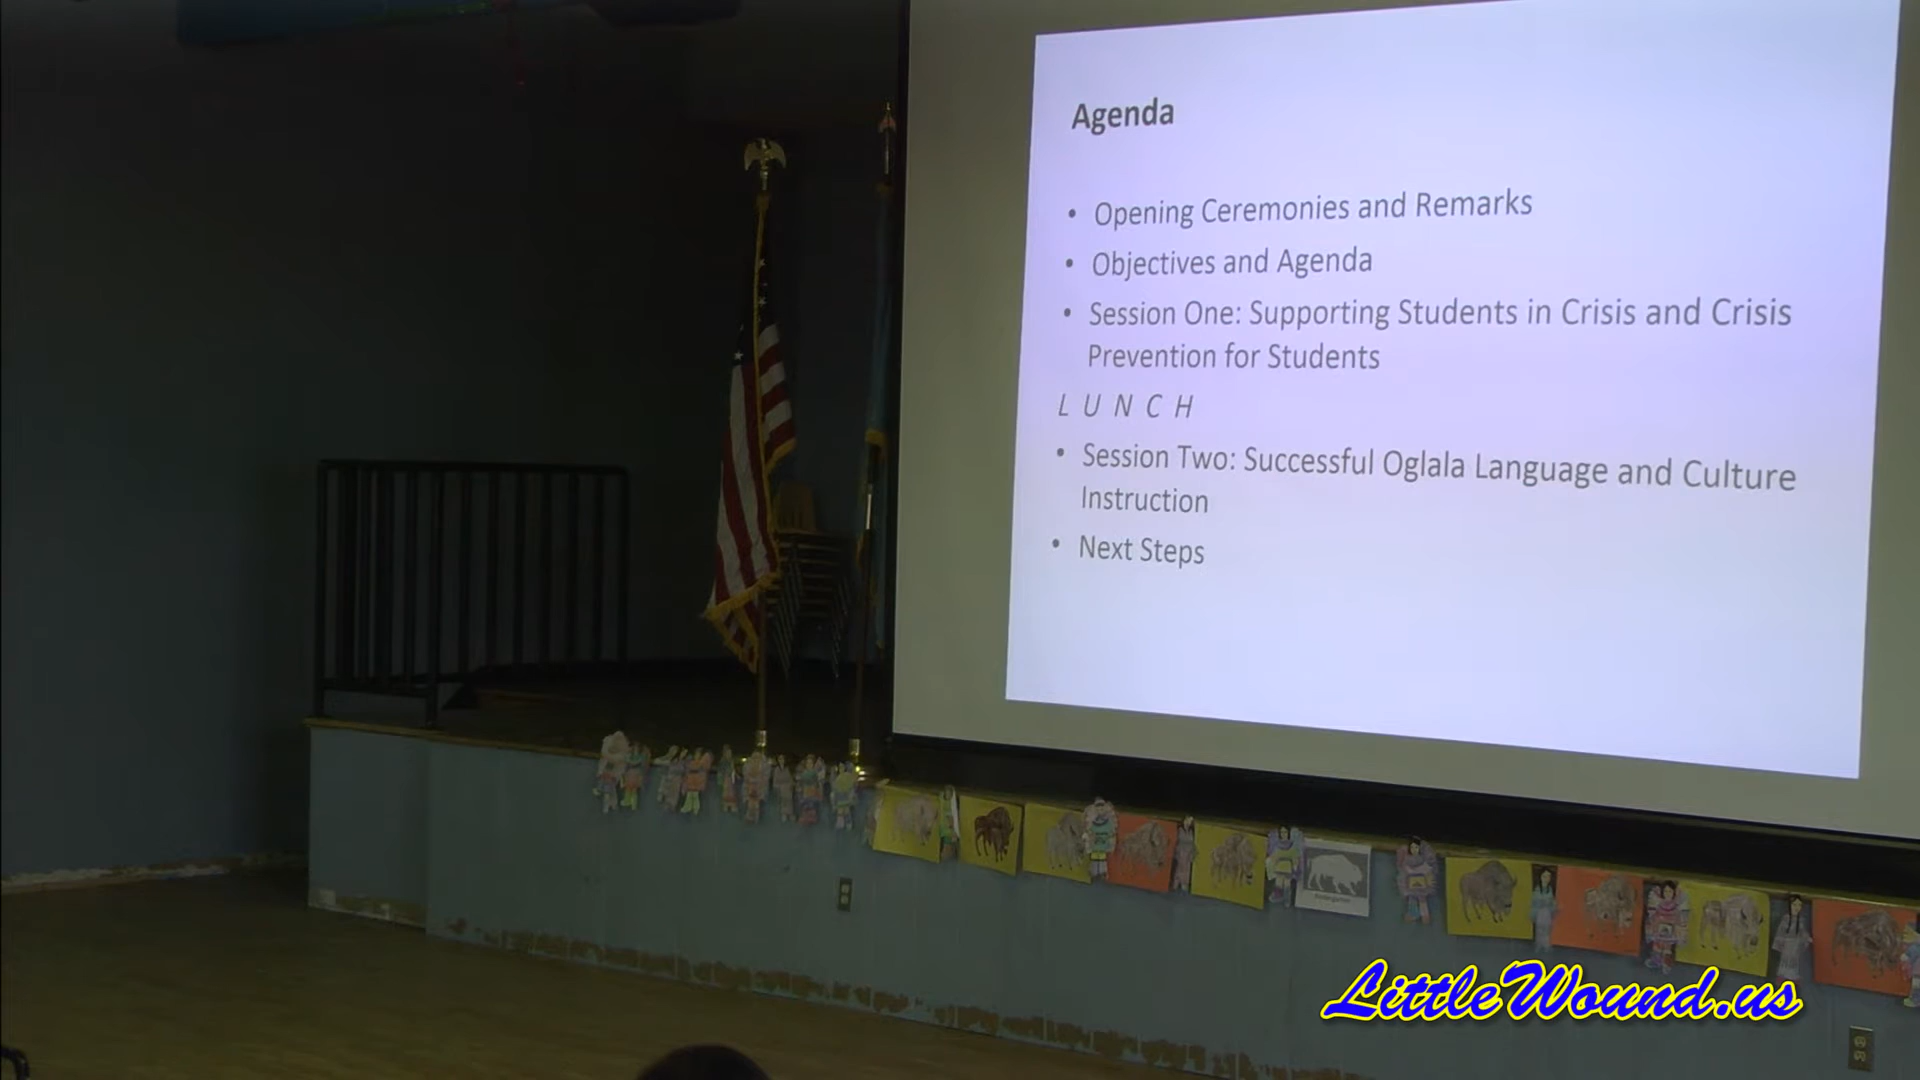 Agenda
• Opening Ceremonies and Remarks
• Objectives and Agenda
• Session One: Supporting Students in Crisis and Crisis
Prevention for Students
L U N C H
• Session Two: Successful Oglala Language and Culture
Instruction
• Next Steps
Kindergarten
LittleWound.us